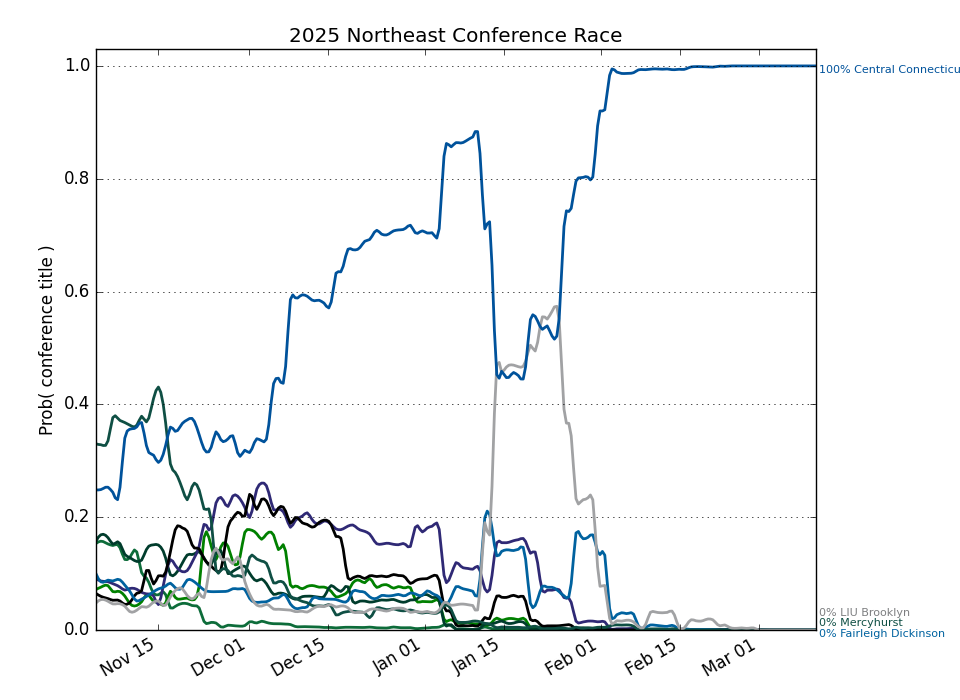 2025 Northeast Conference Race
Prob( conference title )
1.0
0.8
0.6
0.4
0.2
0.0
Nov 15
Dec 01
Dec 15
Jan 01
Jan 15
Feb 01
Feb 15
Mar 01
100% Central Connecticu
0% LIU Brooklyn
0% Mercyhurst
0% Fairleigh Dickinson